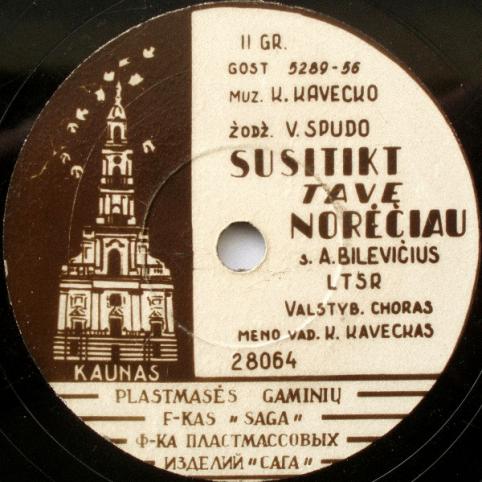 II GR.
GOST 5289-56
MUZ. K. KAVECKO
ŽODŽ. V. SPUDO
SUSITIKT
TAVĘ
NORĖČIAU
s. A. BILEVIČIUS
LTSR
VALSTYB. CHORAS
MENO VAD. K. KAVECKAS
28064
KAUNAS
PLASTMASĖS GAMINIŲ
F-KAS „SAGA"
Ф-КА ПЛАСТМАССОВЫХ
ИЗДЕЛИЙ "САГА"